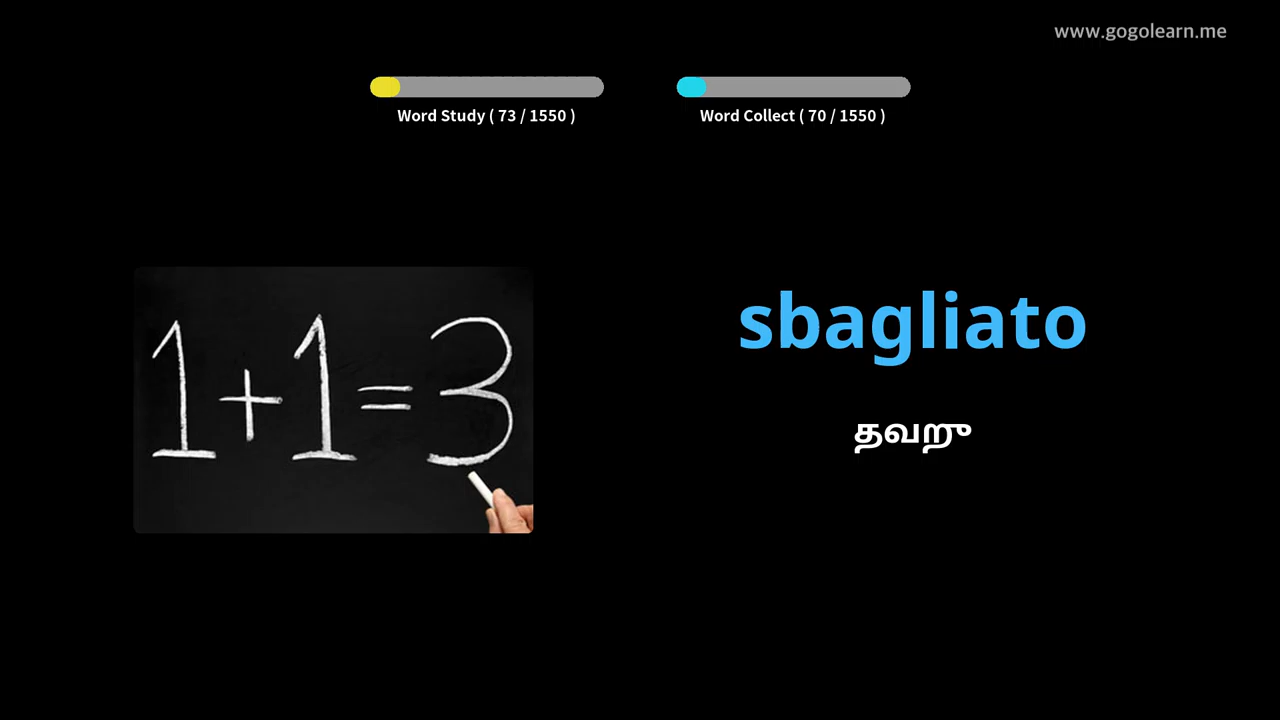 www.gogolearn.me
Word Study ( 73 / 1550 )
Word Collect ( 70 / 1550 )
1+1=3
sbagliato
தவறு